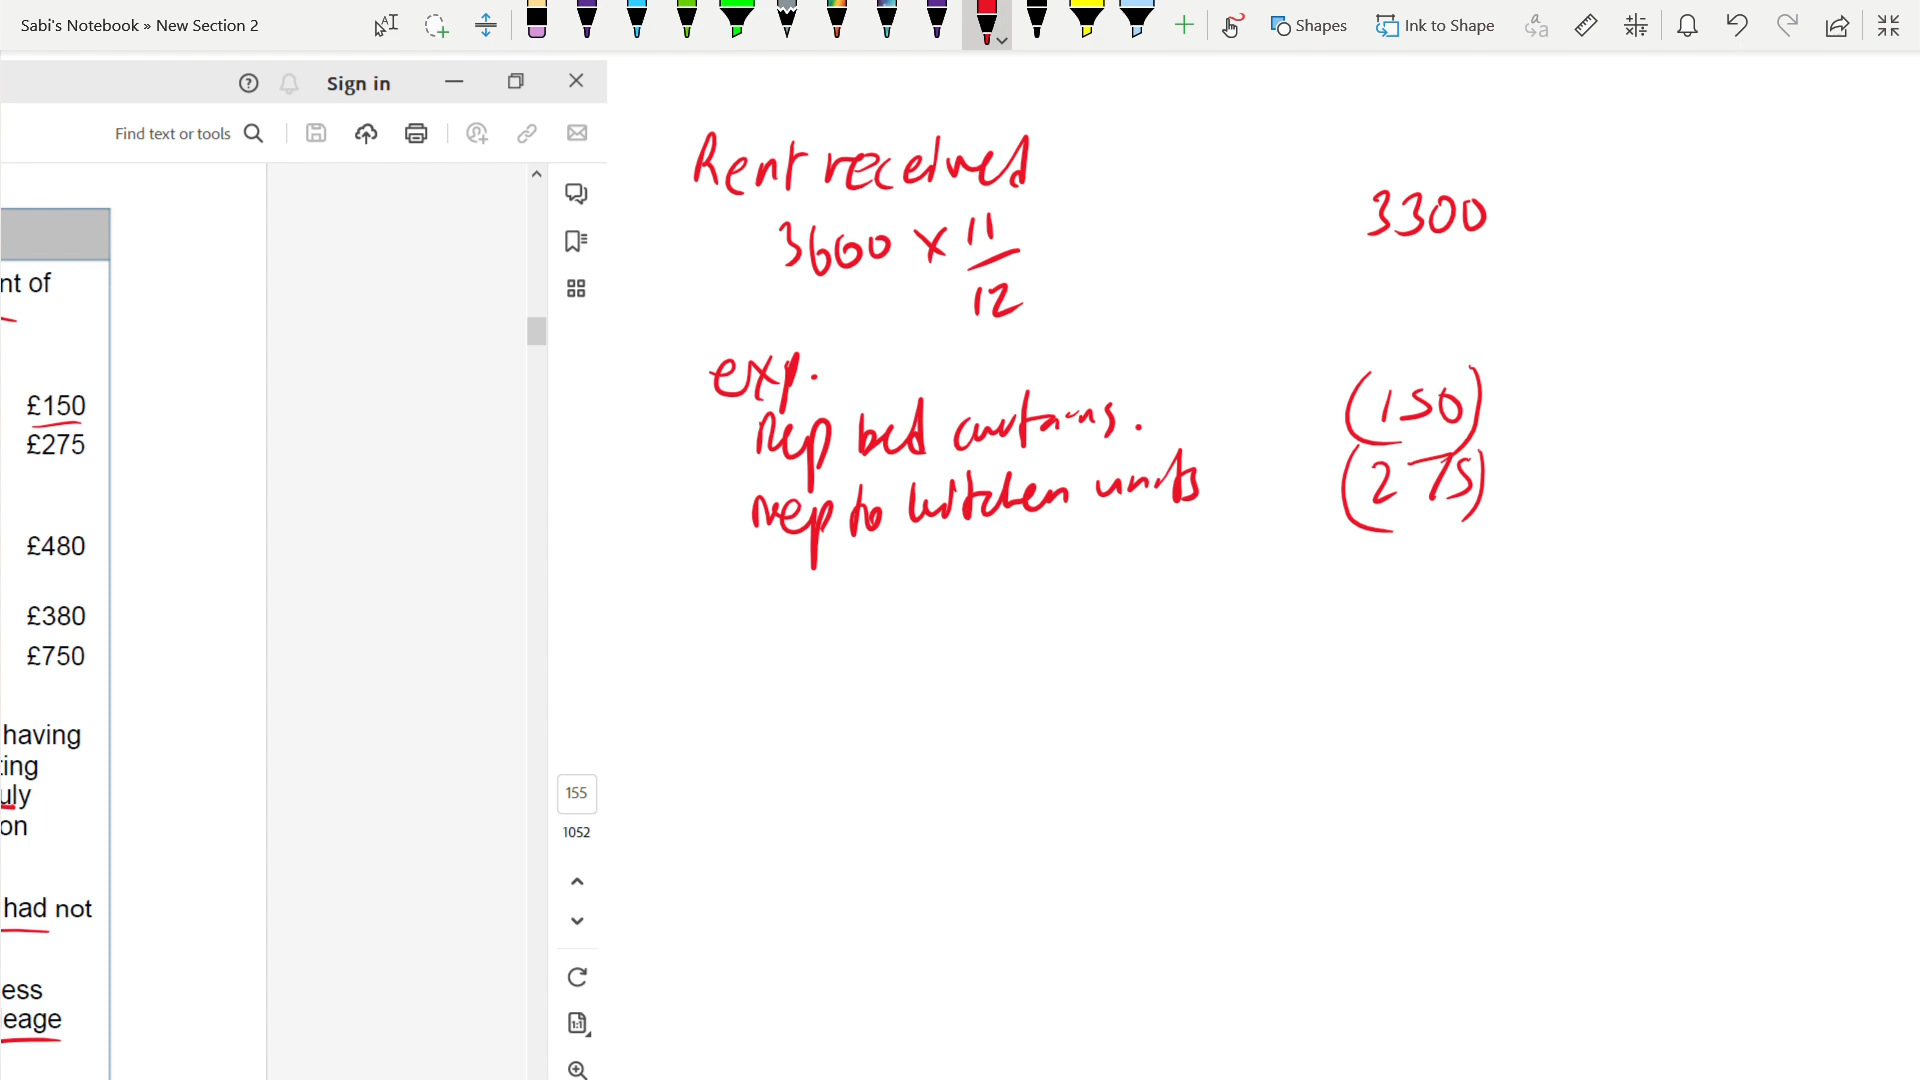 Sabi's Notebook » New Section 2
Shapes
Ink to Shape
Sign in
Find text or tools
nt of
£150
£275
£480
£380
£750
having
ting
uly
on
had not
ess
eage
155
1052
Rent received
3600 × 11/12
3300
exp.
Rep bed curtains.
(150)
rep to kitchen units
(275)